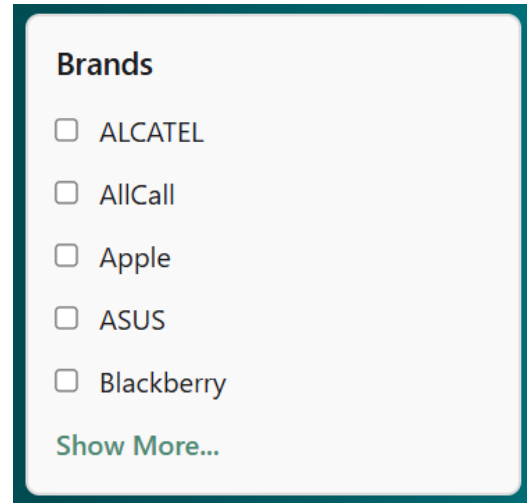 Brands
ALCATEL
AllCall
Apple
ASUS
Blackberry
Show More...